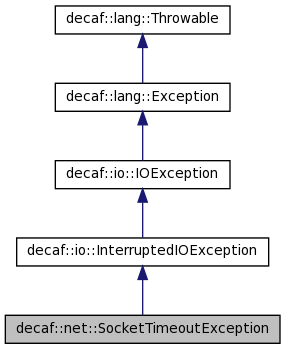 decaf::lang::Throwable
decaf::lang::Exception
decaf::io::IOException
decaf::io::InterruptedIOException
decaf::net::SocketTimeoutException